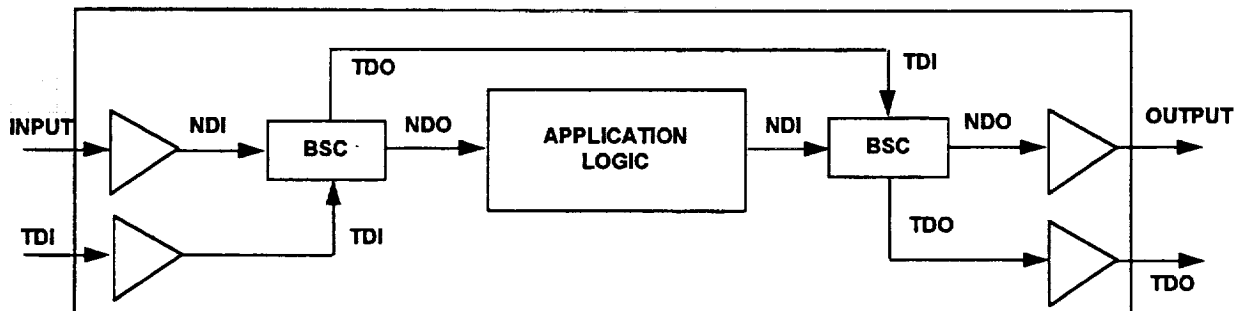 TDO
TDI
INPUT
NDI
BSC
NDO
APPLICATION
LOGIC
NDI
BSC
NDO
OUTPUT
TDI
TDI
TDO
TDO